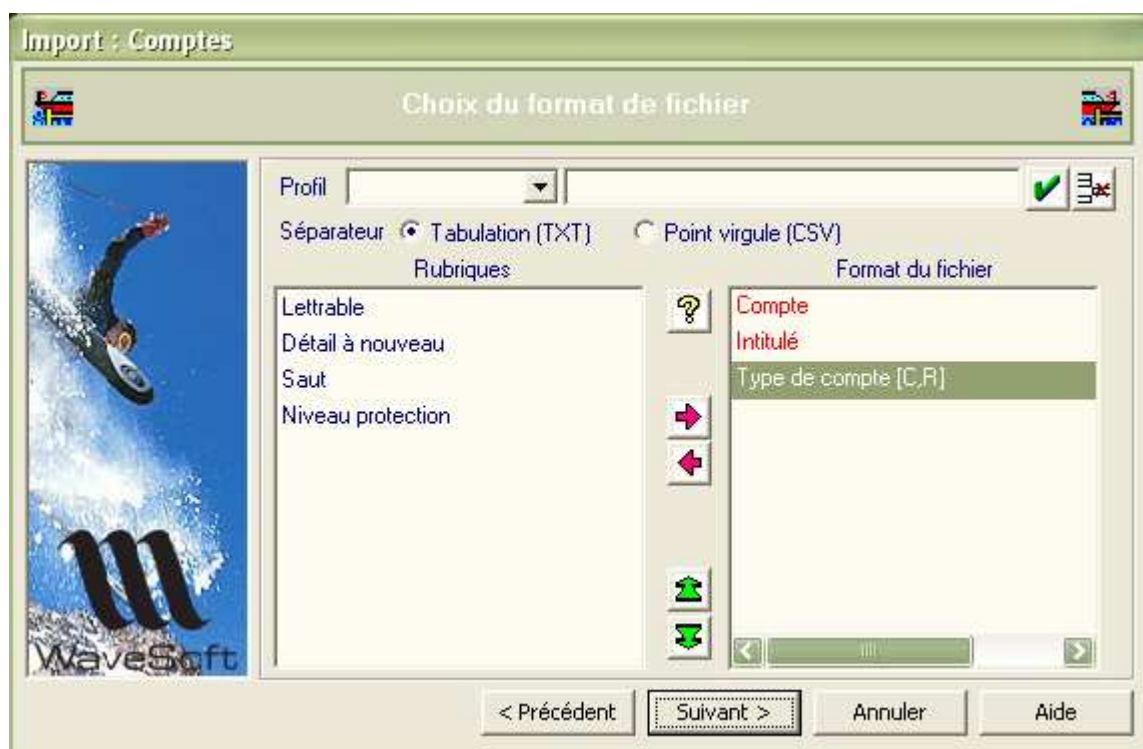 Import : Comptes
Choix du format de fichier
Profil
Séparateur Tabulation (TXT) Point virgule (CSV)
Rubriques Format du fichier
Lettrable Compte
Détail à nouveau Intitulé
Saut Type de compte [C,R]
Niveau protection
WaveSoft
< Précédent Suivant > Annuler Aide